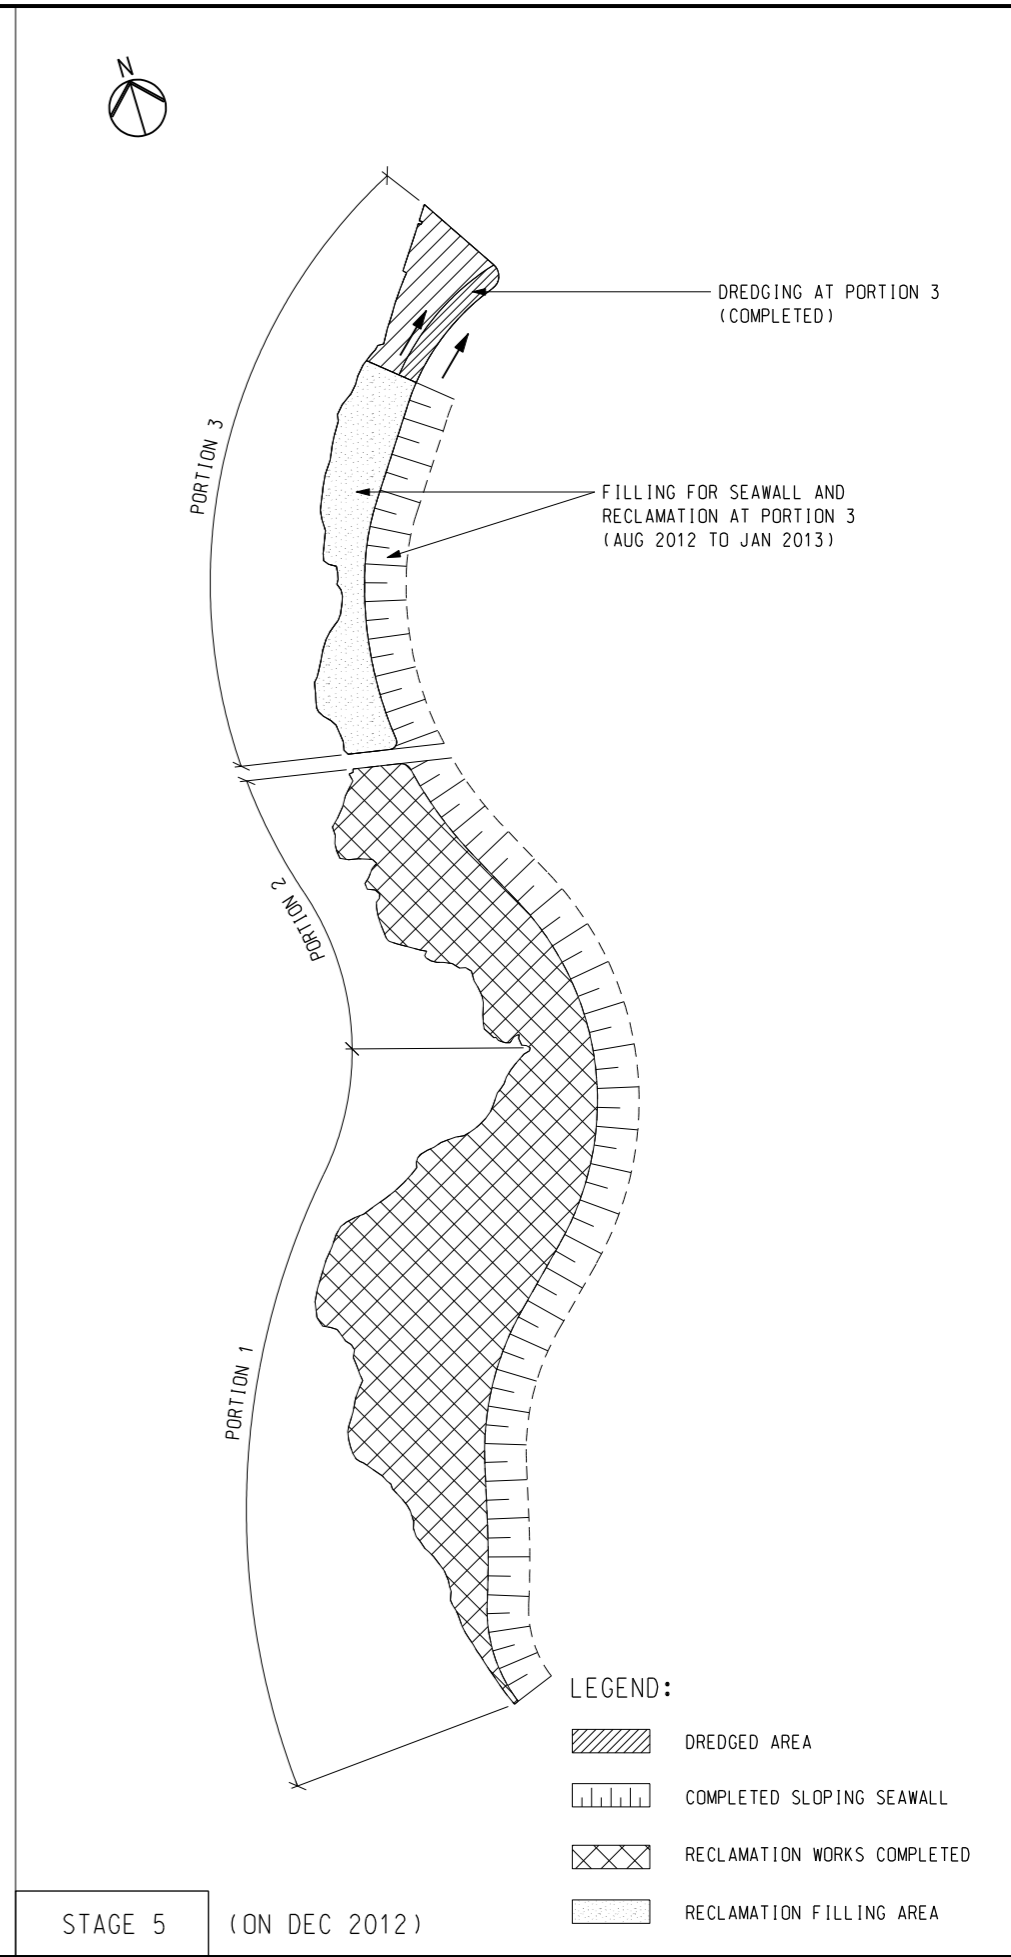 N
DREDGING AT PORTION 3
(COMPLETED)
PORTION 3
FILLING FOR SEAWALL AND
RECLAMATION AT PORTION 3
(AUG 2012 TO JAN 2013)
PORTION 2
PORTION 1
LEGEND:
DREDGED AREA
COMPLETED SLOPING SEAWALL
RECLAMATION WORKS COMPLETED
RECLAMATION FILLING AREA
STAGE 5 (ON DEC 2012)